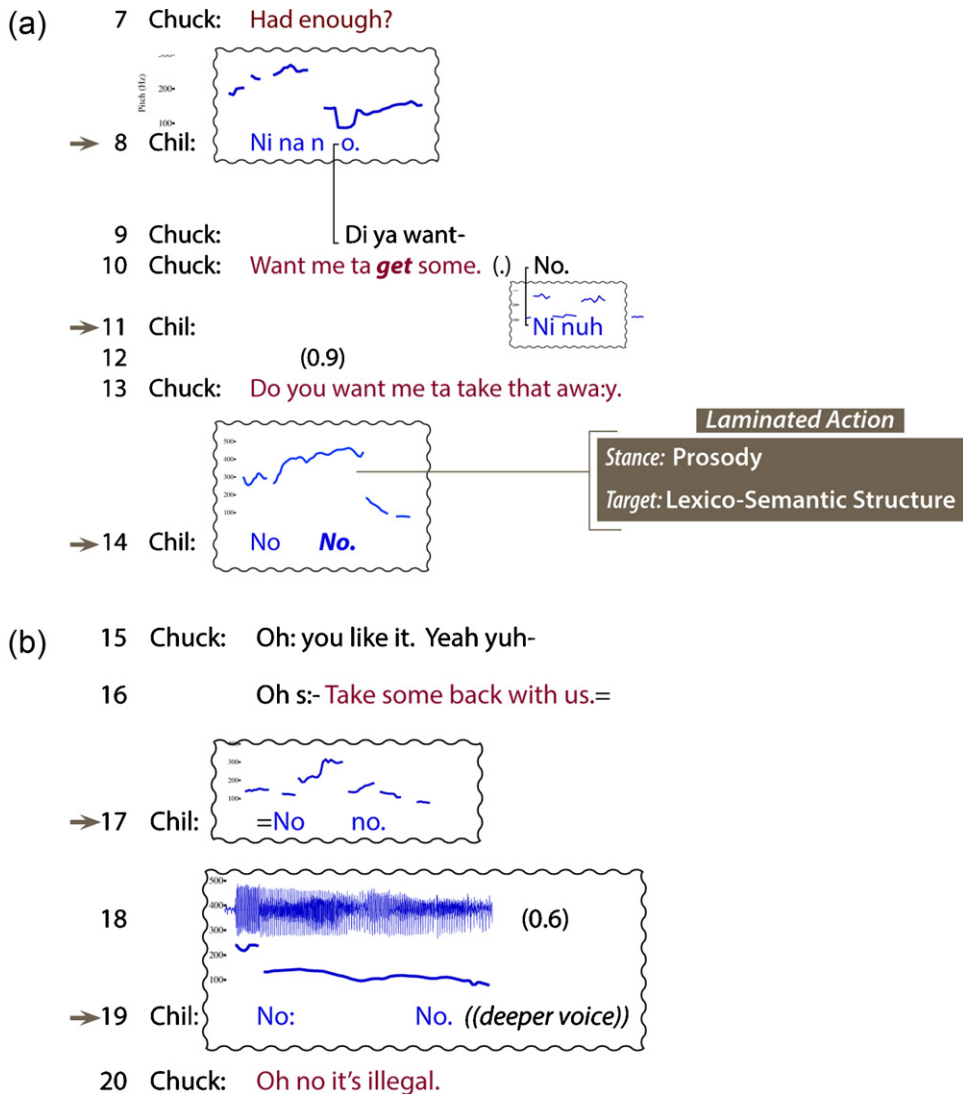 (a)
7 Chuck: Had enough?
Pitch (Hz)
200
100
8 Chil: Ni na n o.
9 Chuck: Di ya want-
10 Chuck: Want me ta get some. (.) No.
11 Chil: Ni nuh
12 (0.9)
13 Chuck: Do you want me ta take that awa:y.
Laminated Action
Stance: Prosody
Target: Lexico-Semantic Structure
500
400
300
200
100
14 Chil: No No.
(b)
15 Chuck: Oh: you like it. Yeah yuh-
16 Oh s:- Take some back with us.=
400
300
200
100
17 Chil: =No no.
500
400
300
200
100
18 (0.6)
19 Chil: No: No. ((deeper voice))
20 Chuck: Oh no it's illegal.